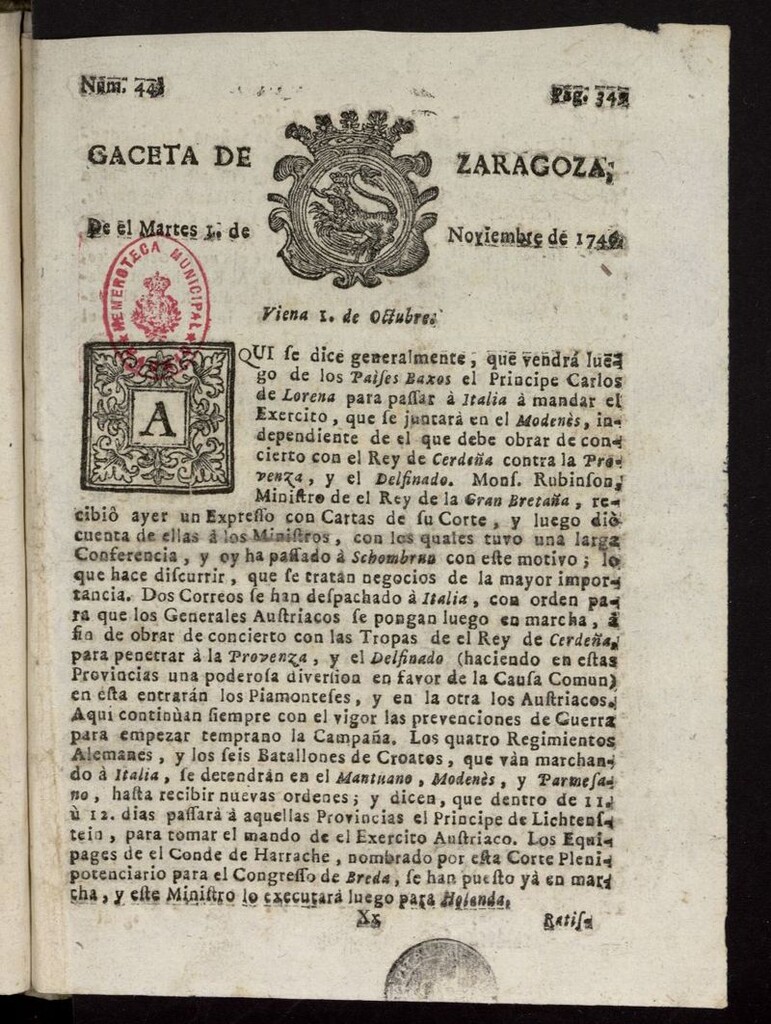 Núm. 44
Pag. 345
GACETA DE ZARAGOZA;
De el Martes 1. de Noviembre de 1746.
HEMEROTECA MUNICIPAL
Viena 1. de Octubre.
AQUI se dice generalmente, que vendrá lue-
go de los Paises Baxos el Principe Carlos
de Lorena para passar à Italia à mandar el
Exercito, que se juntará en el Modenès, in-
dependiente de el que debe obrar de con-
cierto con el Rey de Cerdeña contra la Pro-
venza, y el Delfinado. Mons. Rubinson,
Ministro de el Rey de la Gran Bretaña, re-
cibiò ayer un Expresso con Cartas de su Corte, y luego diò
cuenta de ellas à los Ministros, con los quales tuvo una larga
Conferencia, y oy ha passado à Schombrun con este motivo; lo
que hace discurrir, que se tratan negocios de la mayor impor-
tancia. Dos Correos se han despachado à Italia, con orden pa-
ra que los Generales Austriacos se pongan luego en marcha, à
fin de obrar de concierto con las Tropas de el Rey de Cerdeña,
para penetrar à la Provenza, y el Delfinado (haciendo en estas
Provincias una poderosa diversion en favor de la Causa Comun)
en esta entrarán los Piamonteses, y en la otra los Austriacos.
Aqui continùan siempre con el vigor las prevenciones de Guerra
para empezar temprano la Campaña. Los quatro Regimientos
Alemanes, y los seis Batallones de Croatos, que vàn marchan-
do à Italia, se detendrán en el Mantuano, Modenès, y Parmesa-
no, hasta recibir nuevas ordenes; y dicen, que dentro de 11.
ù 12. dias passará à aquellas Provincias el Principe de Lichtens-
tein, para tomar el mando de el Exercito Austriaco. Los Equi-
pages de el Conde de Harrache, nombrado por esta Corte Pleni-
potenciario para el Congresso de Breda, se han puesto yà en mar-
cha, y este Ministro lo executará luego para Holanda.
Xx Ratis-